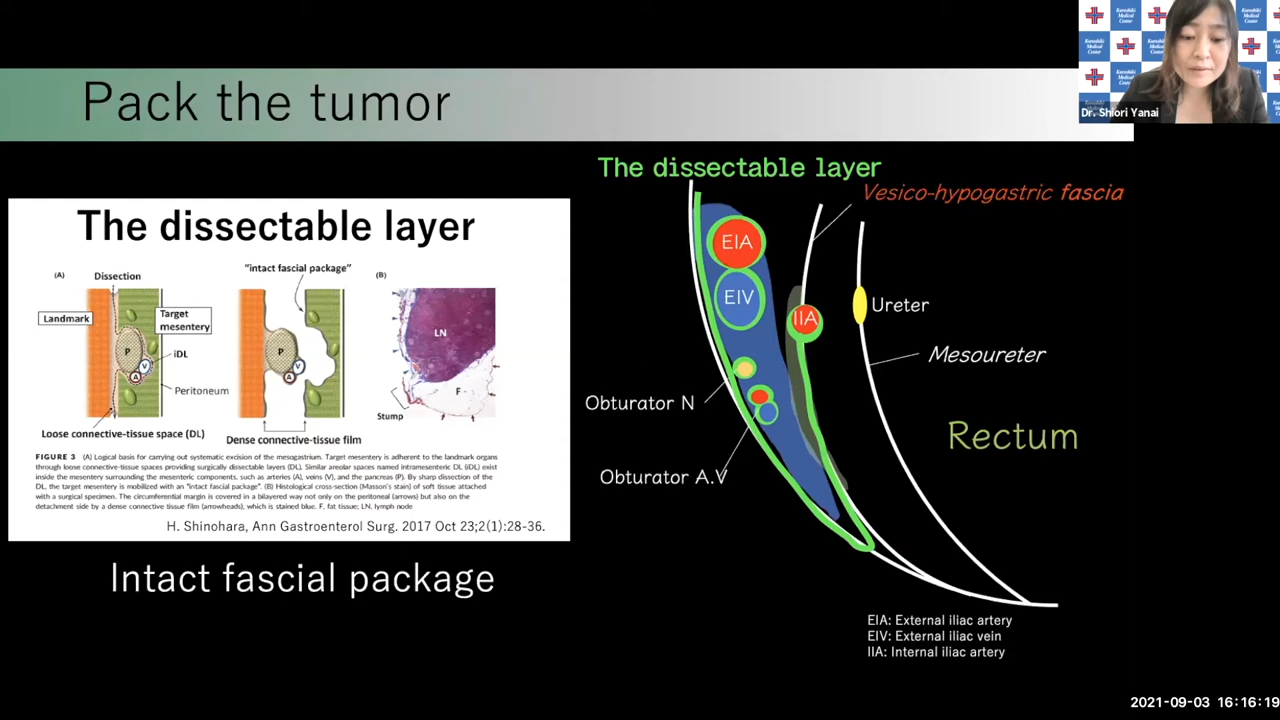 Pack the tumor
Kurashiki Medical Center
Dr. Shiori Yanai
The dissectable layer
(A)
Dissection
Landmark
Target mesentery
P
V
A
iDL
Peritoneum
Loose connective-tissue space (DL)
"intact fascial package"
P
V
A
Dense connective-tissue film
(B)
LN
F
Stump
FIGURE 3 (A) Logical basis for carrying out systematic excision of the mesogastrium. Target mesentery is adherent to the landmark organs
through loose connective-tissue spaces providing surgically dissectable layers (DL). Similar areolar spaces named intramesenteric DL (iDL) exist
inside the mesentery surrounding the mesenteric components, such as arteries (A), veins (V), and the pancreas (P). By sharp dissection of the
DL, the target mesentery is mobilized with an "intact fascial package". (B) Histological cross-section (Masson's stain) of soft tissue attached
with a surgical specimen. The circumferential margin is covered in a bilayered way not only on the peritoneal (arrows) but also on the
detachment side by a dense connective tissue film (arrowheads), which is stained blue. F, fat tissue; LN, lymph node
H. Shinohara, Ann Gastroenterol Surg. 2017 Oct 23;2(1):28-36.
Intact fascial package
The dissectable layer
Vesico-hypogastric fascia
EIA
EIV
IIA
Ureter
Mesoureter
Obturator N
Rectum
Obturator A.V
EIA: External iliac artery
EIV: External iliac vein
IIA: Internal iliac artery
2021-09-03 16:16:19